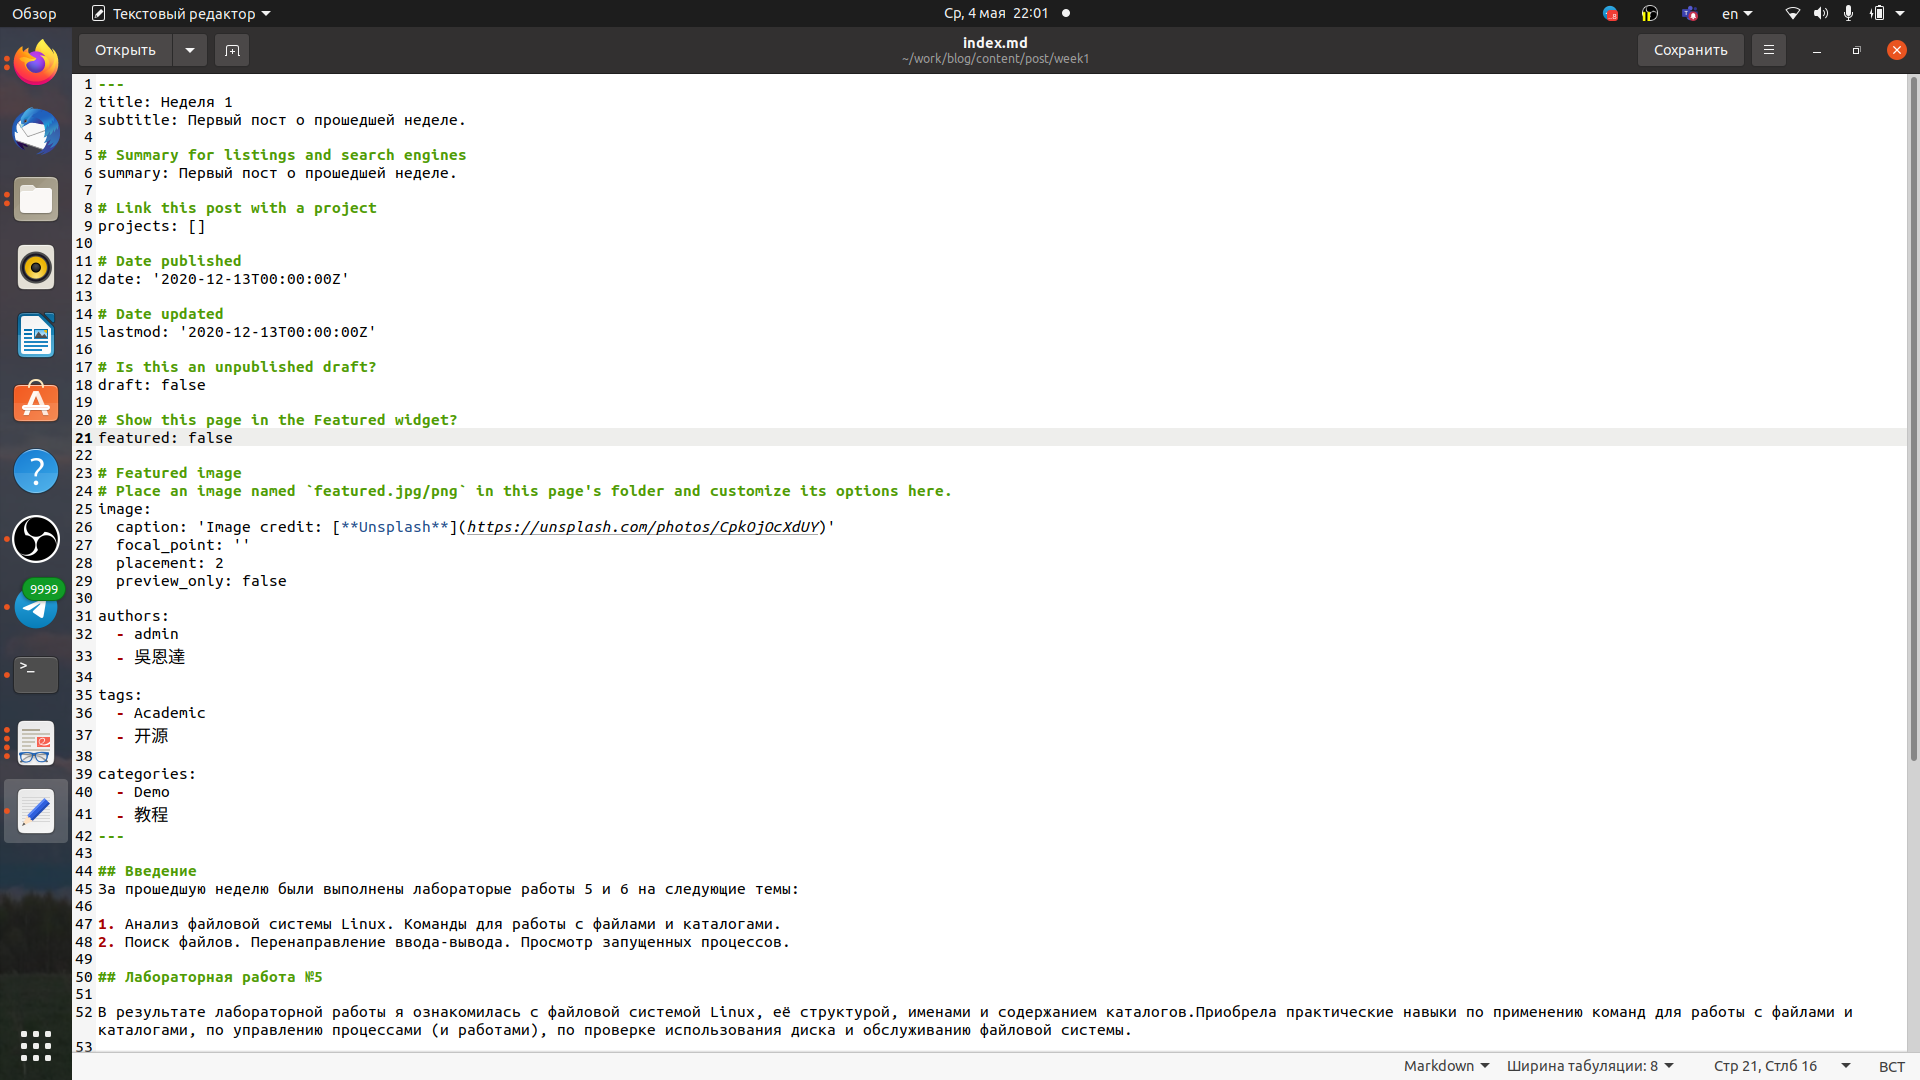 Обзор Текстовый редактор Ср, 4 мая 22:01 en
Открыть index.md Сохранить
~/work/blog/content/post/week1
1 ---
2 title: Неделя 1
3 subtitle: Первый пост о прошедшей неделе.
4
5 # Summary for listings and search engines
6 summary: Первый пост о прошедшей неделе.
7
8 # Link this post with a project
9 projects: []
10
11 # Date published
12 date: '2020-12-13T00:00:00Z'
13
14 # Date updated
15 lastmod: '2020-12-13T00:00:00Z'
16
17 # Is this an unpublished draft?
18 draft: false
19
20 # Show this page in the Featured widget?
21 featured: false
22
23 # Featured image
24 # Place an image named `featured.jpg/png` in this page's folder and customize its options here.
25 image:
26   caption: 'Image credit: [**Unsplash**](https://unsplash.com/photos/CpkOjOcXdUY)'
27   focal_point: ''
28   placement: 2
29   preview_only: false
30
31 authors:
32   - admin
33   - 吳恩達
34
35 tags:
36   - Academic
37   - 开源
38
39 categories:
40   - Demo
41   - 教程
42 ---
43
44 ## Введение
45 За прошедшую неделю были выполнены лабораторые работы 5 и 6 на следующие темы:
46
47 1. Анализ файловой системы Linux. Команды для работы с файлами и каталогами.
48 2. Поиск файлов. Перенаправление ввода-вывода. Просмотр запущенных процессов.
49
50 ## Лабораторная работа №5
51
52 В результате лабораторной работы я ознакомилась с файловой системой Linux, её структурой, именами и содержанием каталогов.Приобрела практические навыки по применению команд для работы с файлами и
каталогами, по управлению процессами (и работами), по проверке использования диска и обслуживанию файловой системы.
53
9999
Markdown Ширина табуляции: 8 Стр 21, Стлб 16 ВСТ